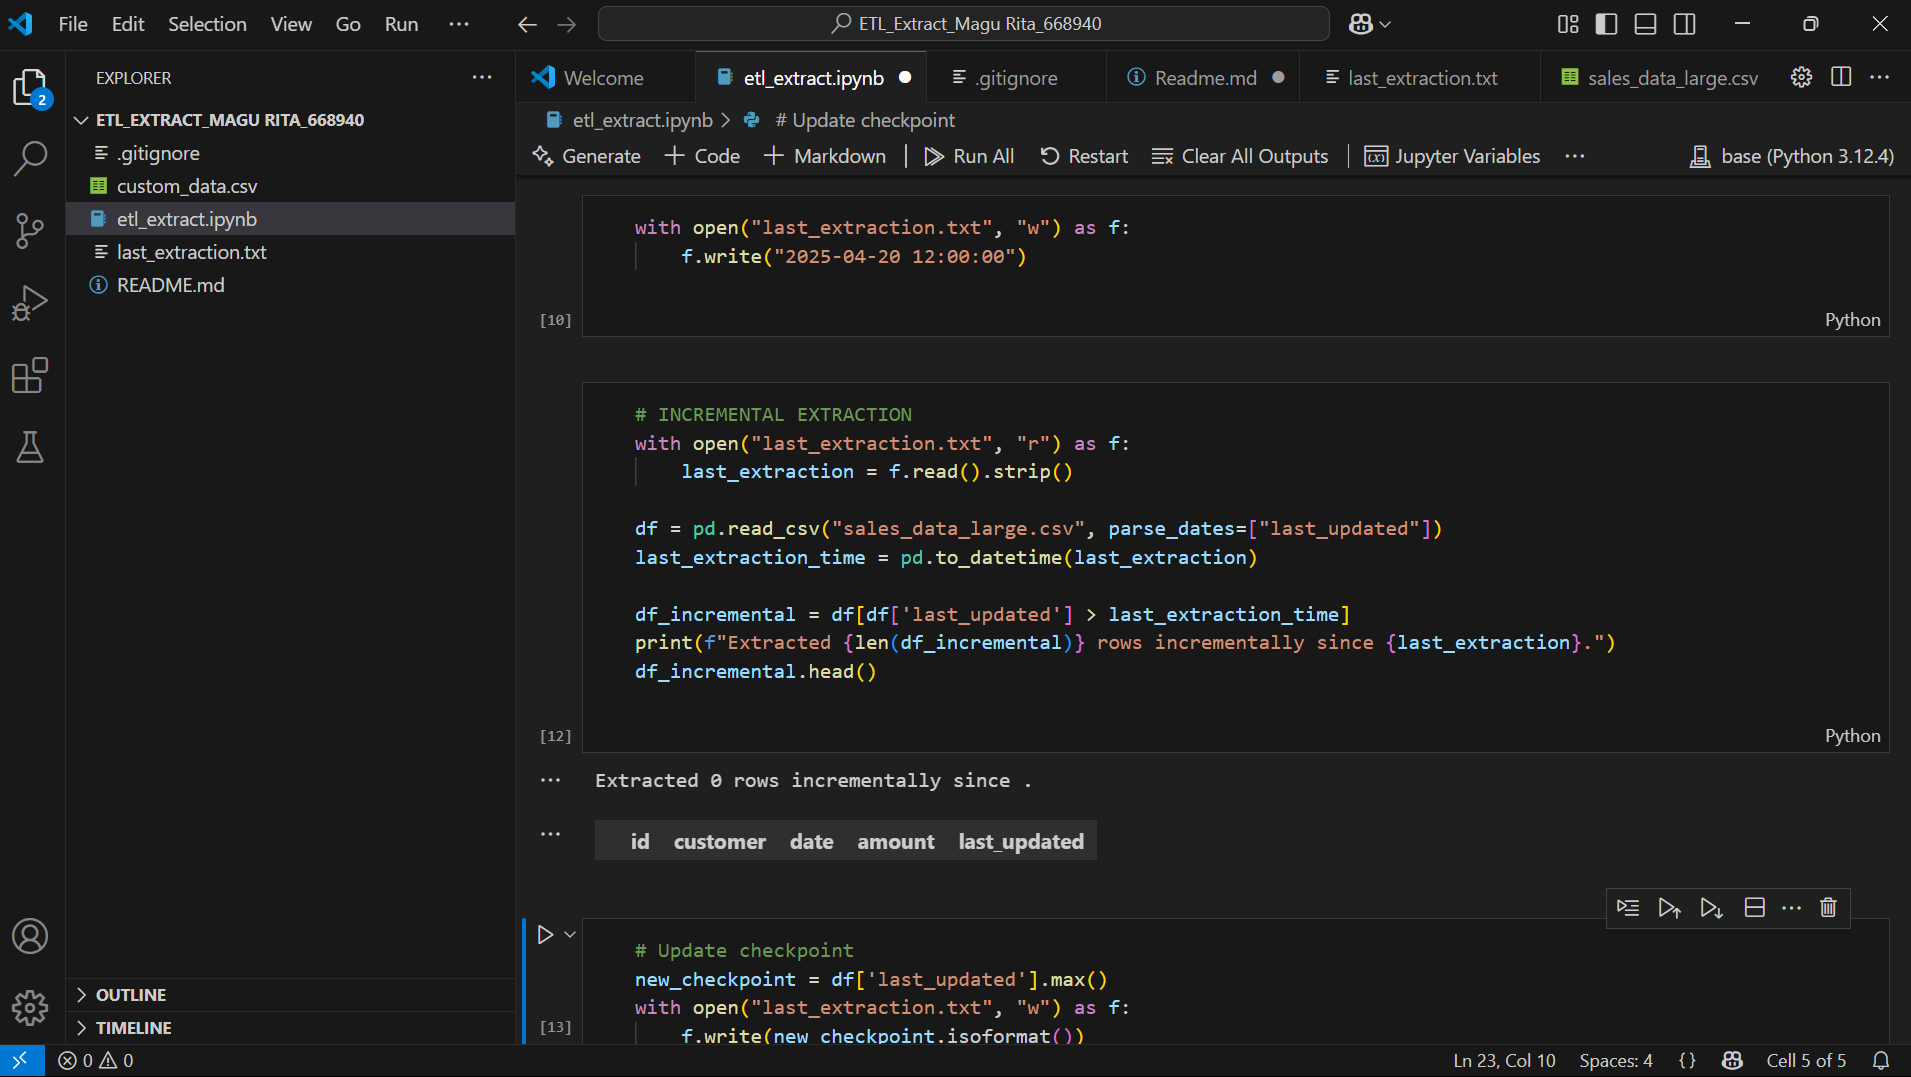 File Edit Selection View Go Run ···
ETL_Extract_Magu Rita_668940
EXPLORER
2
ETL_EXTRACT_MAGU RITA_668940
.gitignore
custom_data.csv
etl_extract.ipynb
last_extraction.txt
README.md
OUTLINE
TIMELINE
Welcome etl_extract.ipynb .gitignore Readme.md last_extraction.txt sales_data_large.csv
etl_extract.ipynb > # Update checkpoint
Generate + Code + Markdown Run All Restart Clear All Outputs Jupyter Variables ··· base (Python 3.12.4)
with open("last_extraction.txt", "w") as f:
    f.write("2025-04-20 12:00:00")
[10]
Python
# INCREMENTAL EXTRACTION
with open("last_extraction.txt", "r") as f:
    last_extraction = f.read().strip()
df = pd.read_csv("sales_data_large.csv", parse_dates=["last_updated"])
last_extraction_time = pd.to_datetime(last_extraction)
df_incremental = df[df['last_updated'] > last_extraction_time]
print(f"Extracted {len(df_incremental)} rows incrementally since {last_extraction}.")
df_incremental.head()
[12]
Python
Extracted 0 rows incrementally since .
id customer date amount last_updated
# Update checkpoint
new_checkpoint = df['last_updated'].max()
with open("last_extraction.txt", "w") as f:
[13]
    f.write(new_checkpoint.isoformat())
0 0
Ln 23, Col 10 Spaces: 4 {} Cell 5 of 5